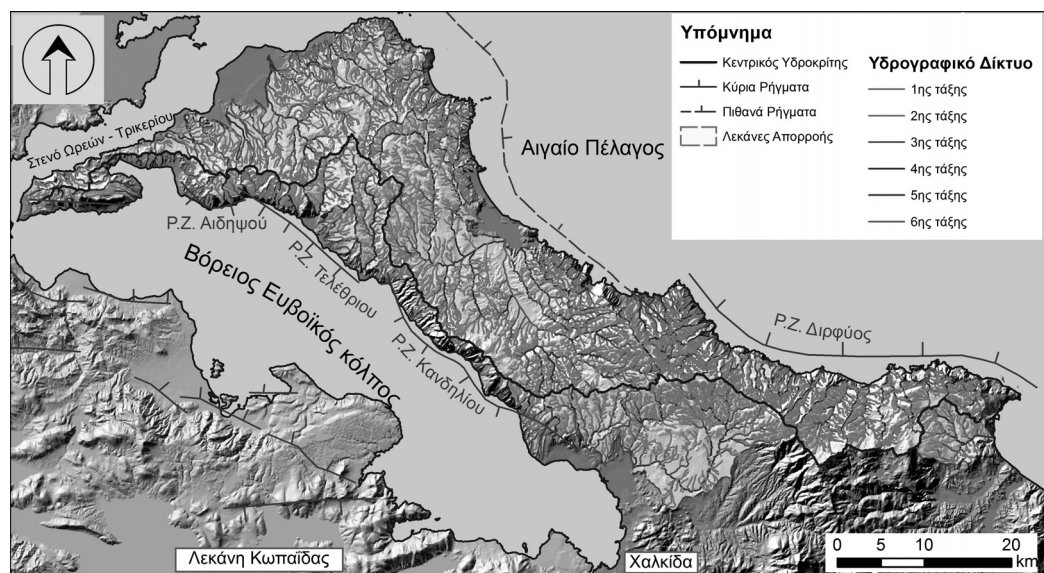 Υπόμνημα
Κεντρικός Υδροκρίτης
Κύρια Ρήγματα
Πιθανά Ρήγματα
Λεκάνες Απορροής
Υδρογραφικό Δίκτυο
1ης τάξης
2ης τάξης
3ης τάξης
4ης τάξης
5ης τάξης
6ης τάξης
Στενό Ωρεών - Τρικερίου
Αιγαίο Πέλαγος
Ρ.Ζ. Αιδηψού
Ρ.Ζ. Τελέθριου
Βόρειος Ευβοϊκός κόλπος
Ρ.Ζ. Κανδηλίου
Ρ.Ζ. Διρφύος
Λεκάνη Κωπαΐδας
Χαλκίδα
0 5 10 20
km